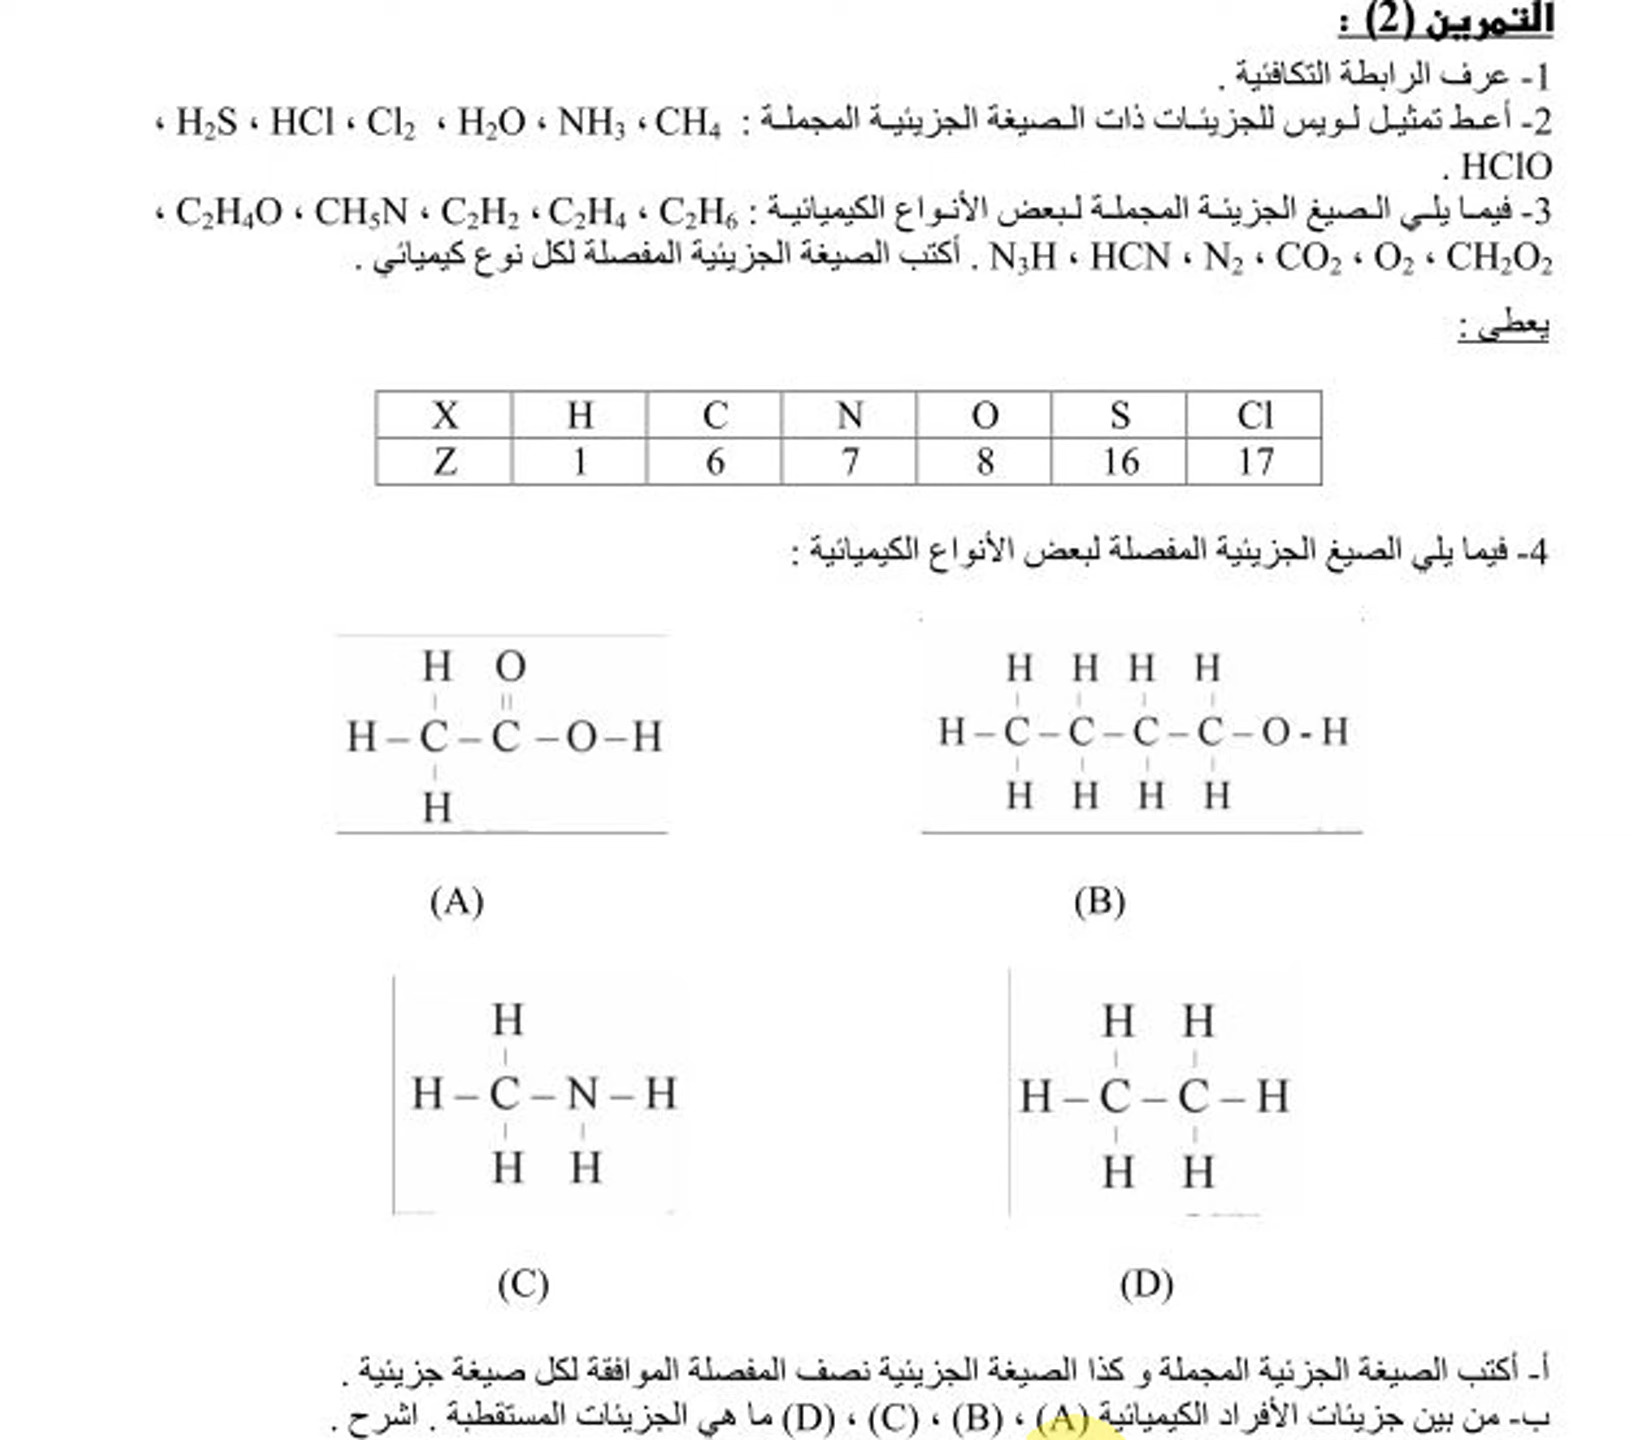 التمرين (2) :
1- عرف الرابطة التكافئية .
2- أعط تمثيل لويس للجزيئات ذات الصيغة الجزيئية المجملة : CH₄ ، NH₃ ، H₂O ، Cl₂ ، HCl ، H₂S ،
HClO .
3- فيما يلي الصيغ الجزيئة المجملة لبعض الأنواع الكيميائية : C₂H₆ ، C₂H₄ ، C₂H₂ ، CH₅N ، C₂H₄O ،
CH₂O₂ ، O₂ ، CO₂ ، N₂ ، HCN ، N₃H . أكتب الصيغة الجزيئية المفصلة لكل نوع كيميائي .
يعطى :
X H C N O S Cl
Z 1 6 7 8 16 17
4- فيما يلي الصيغ الجزيئية المفصلة لبعض الأنواع الكيميائية :
H O
H – C – C – O – H
H
(A)
H H H H
H – C – C – C – C – O - H
H H H H
(B)
H
H – C – N – H
H H
(C)
H H
H – C – C – H
H H
(D)
أ- أكتب الصيغة الجزئية المجملة و كذا الصيغة الجزيئية نصف المفصلة الموافقة لكل صيغة جزيئية .
ب- من بين جزيئات الأفراد الكيميائية (A) ، (B) ، (C) ، (D) ما هي الجزيئات المستقطبة . اشرح .